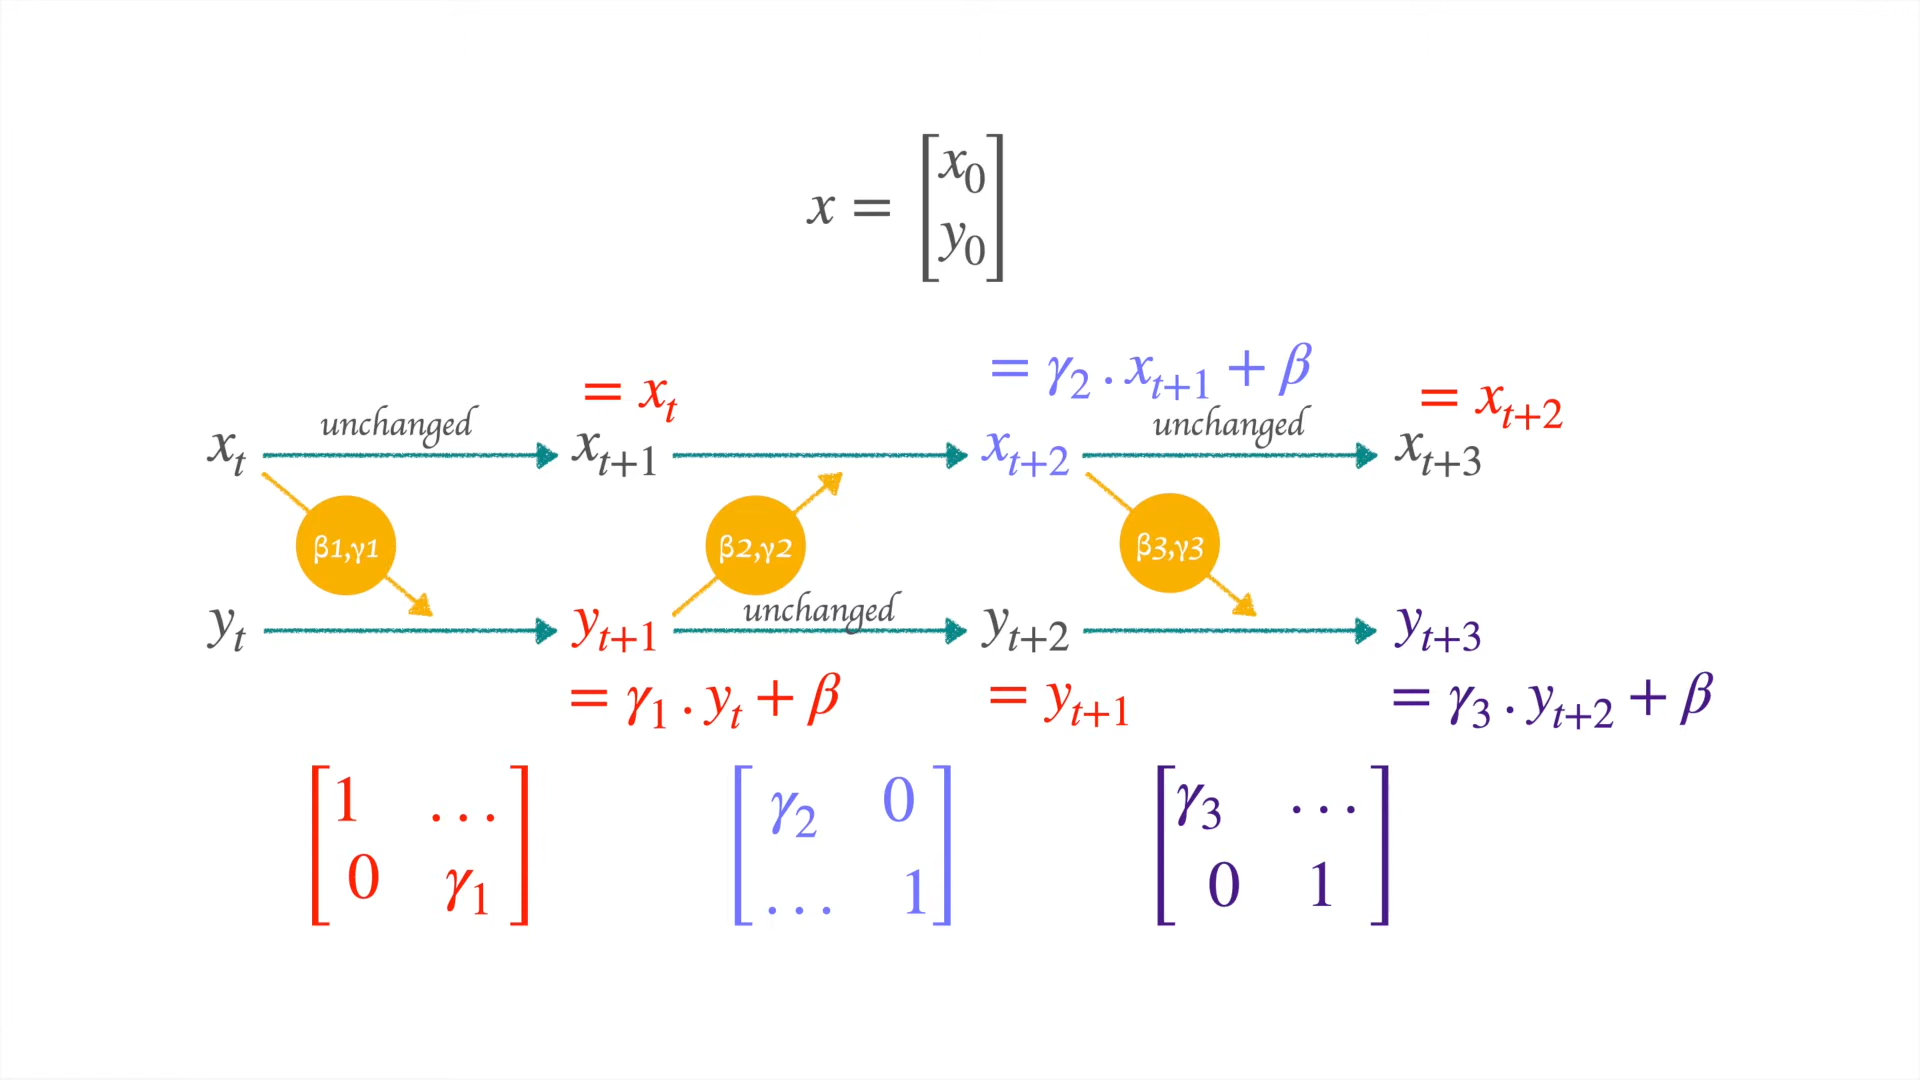 x = [x₀ y₀]
= γ₂ . xₜ₊₁ + β
= xₜ
= xₜ₊₂
unchanged
unchanged
xₜ xₜ₊₁ xₜ₊₂ xₜ₊₃
β1,γ1 β2,γ2 β3,γ3
unchanged
yₜ yₜ₊₁ yₜ₊₂ yₜ₊₃
= γ₁ . yₜ + β = yₜ₊₁ = γ₃ . yₜ₊₂ + β
1 … γ₂ 0 γ₃ …
0 γ₁ … 1 0 1